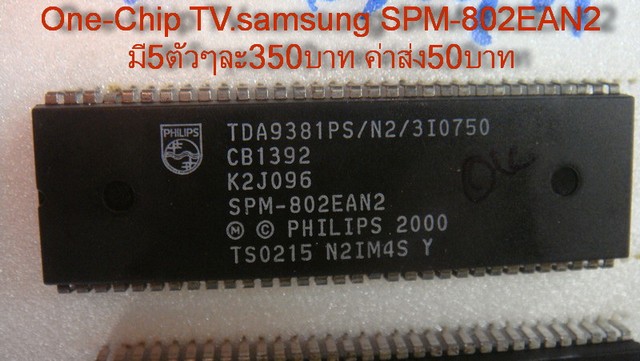 One-Chip TV.samsung SPM-802EAN2
มี5ตัวๆละ350บาท ค่าส่ง50บาท
PHILIPS
TDA9381PS/N2/3I0750
CB1392
K2J096
SPM-802EAN2
Ⓜ © PHILIPS 2000
TS0215 N2IM4S Y
OK